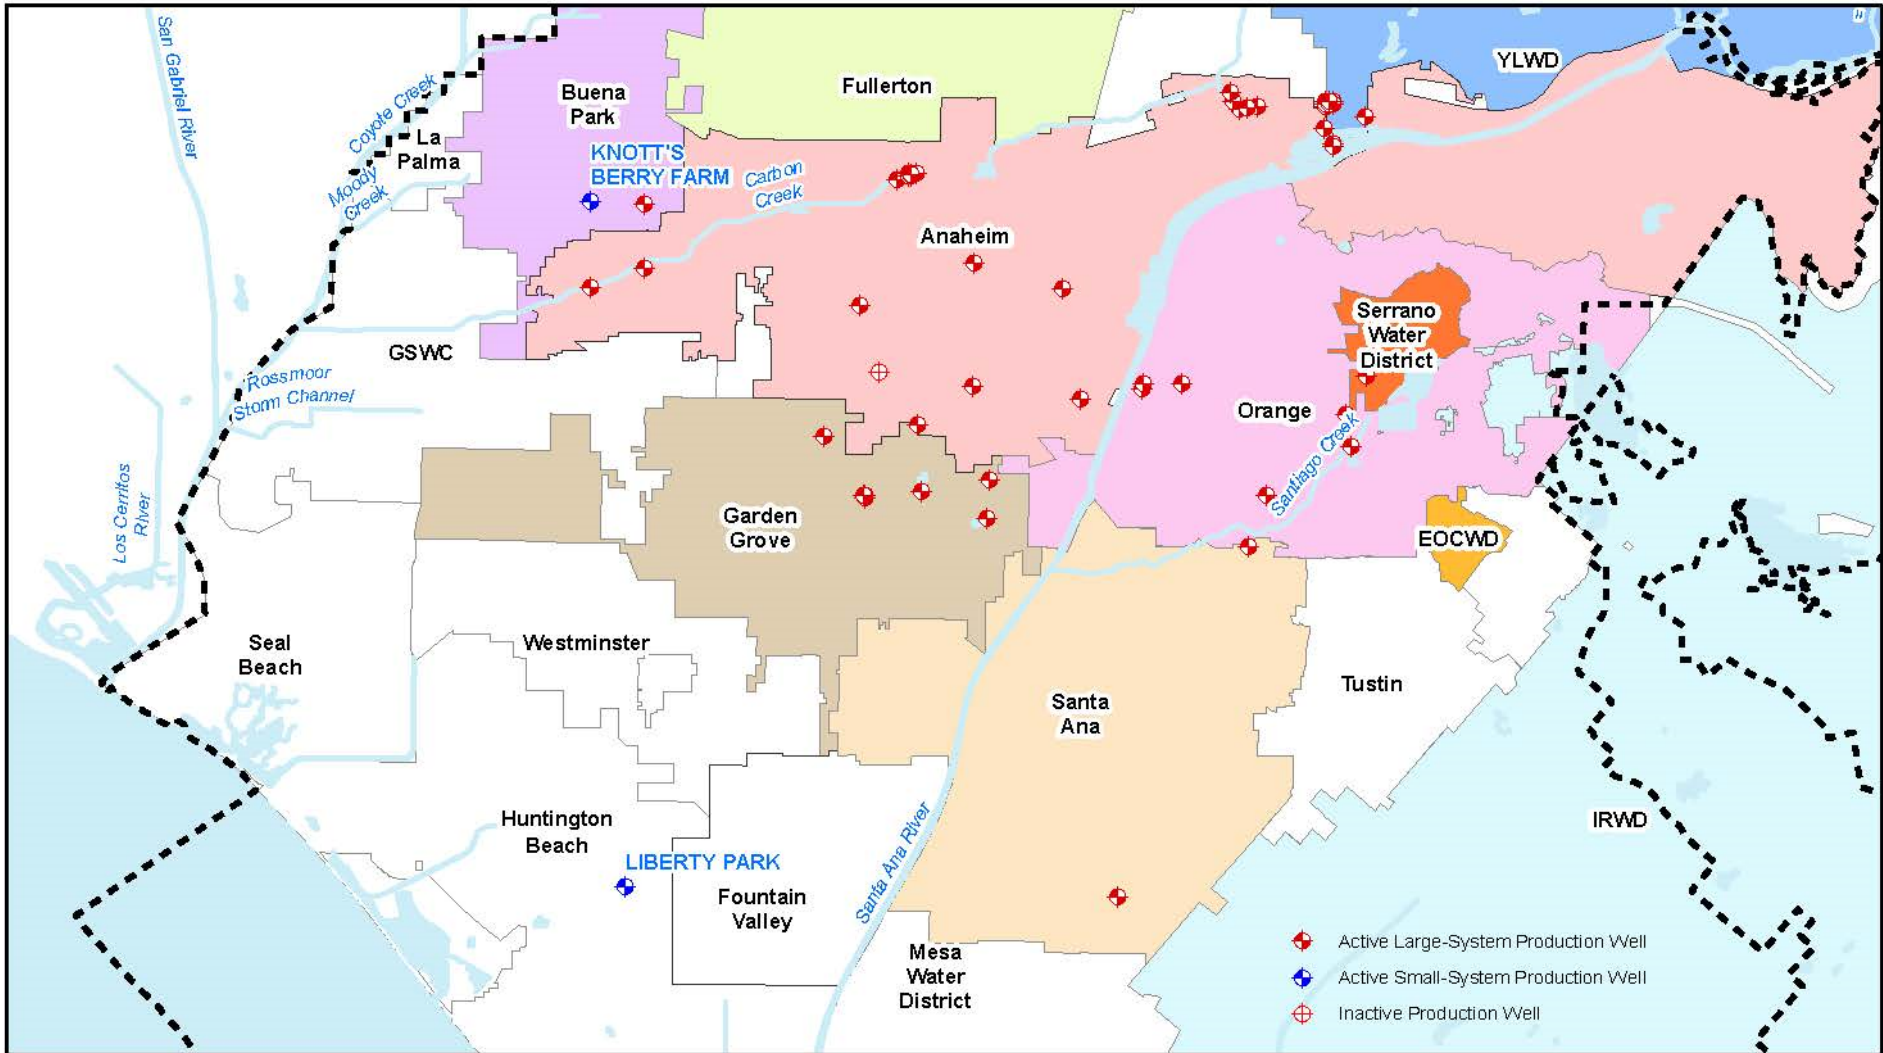 San Gabriel River
Coyote Creek
La
Palma
Moody
Creek
Buena
Park
KNOTT'S
BERRY FARM
Fullerton
YLWD
Carbon
Creek
Anaheim
GSWC
Rossmoor
Storm Channel
Serrano
Water
District
Orange
Santiago Creek
Los Cerritos
River
Garden
Grove
EOCWD
Seal
Beach
Westminster
Santa
Ana
Tustin
IRWD
Huntington
Beach
LIBERTY PARK
Fountain
Valley
Santa Ana River
Mesa
Water
District
Active Large-System Production Well
Active Small-System Production Well
Inactive Production Well